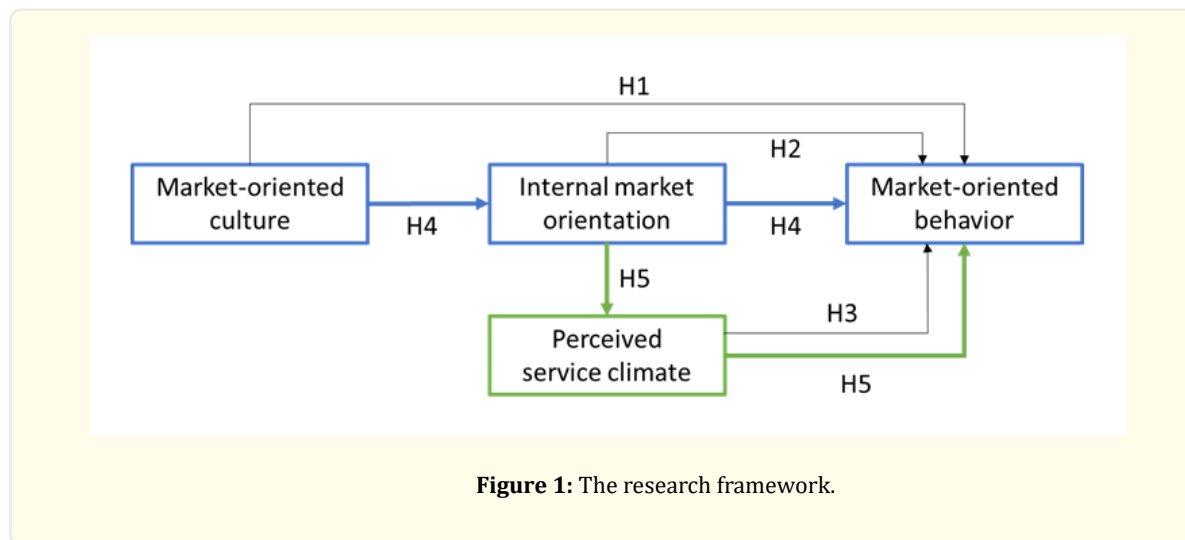 H1
H2
Market-oriented
culture
H4
Internal market
orientation
H4
Market-oriented
behavior
H5
H3
Perceived
service climate
H5
Figure 1: The research framework.